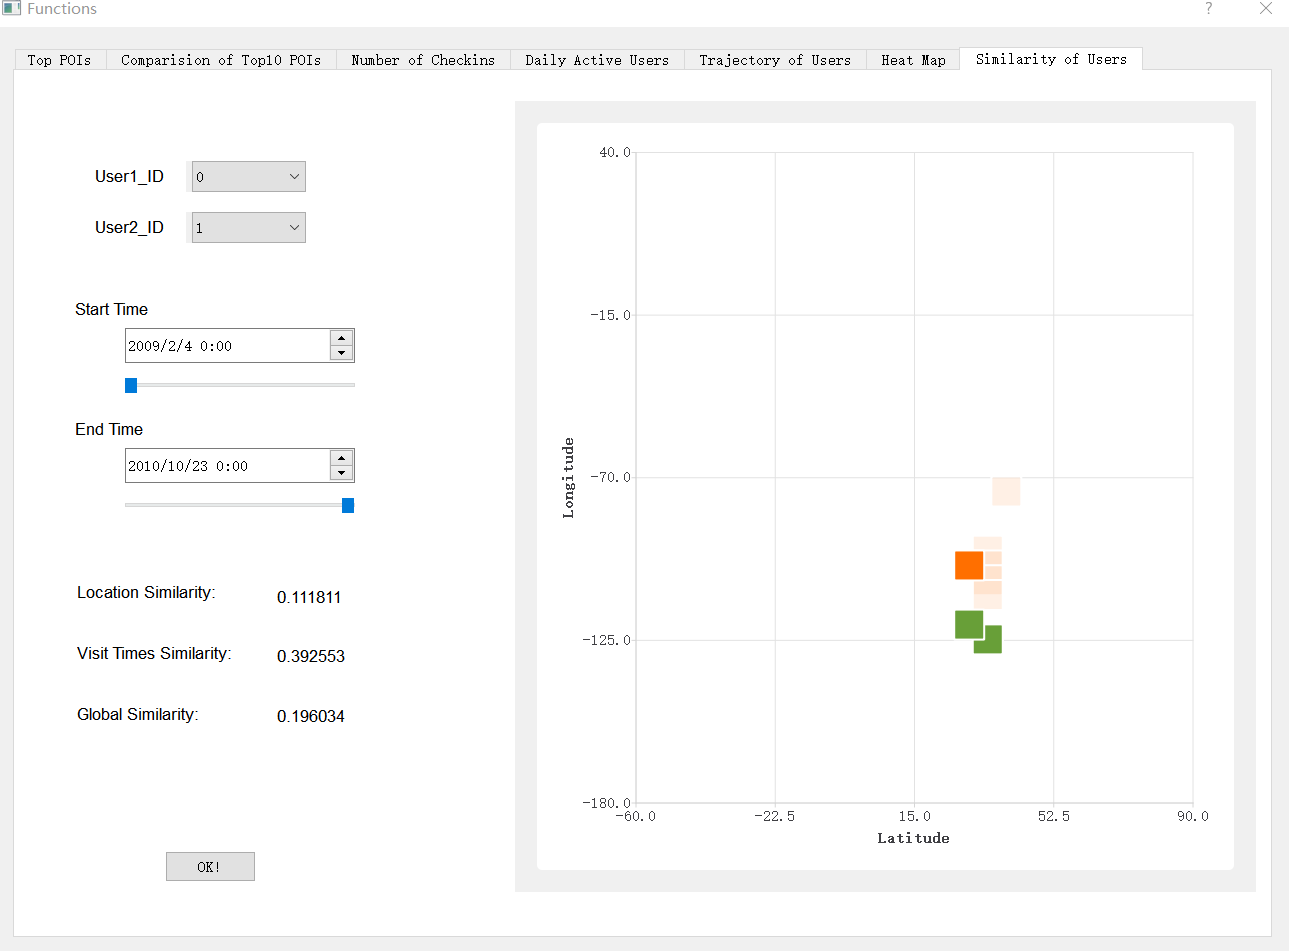 Functions
?
Top POIs
Comparision of Top10 POIs
Number of Checkins
Daily Active Users
Trajectory of Users
Heat Map
Similarity of Users
User1_ID
0
User2_ID
1
Start Time
2009/2/4 0:00
End Time
2010/10/23 0:00
Location Similarity:
0.111811
Visit Times Similarity:
0.392553
Global Similarity:
0.196034
OK!
40.0
-15.0
-70.0
-125.0
-180.0
Longitude
-60.0
-22.5
15.0
52.5
90.0
Latitude